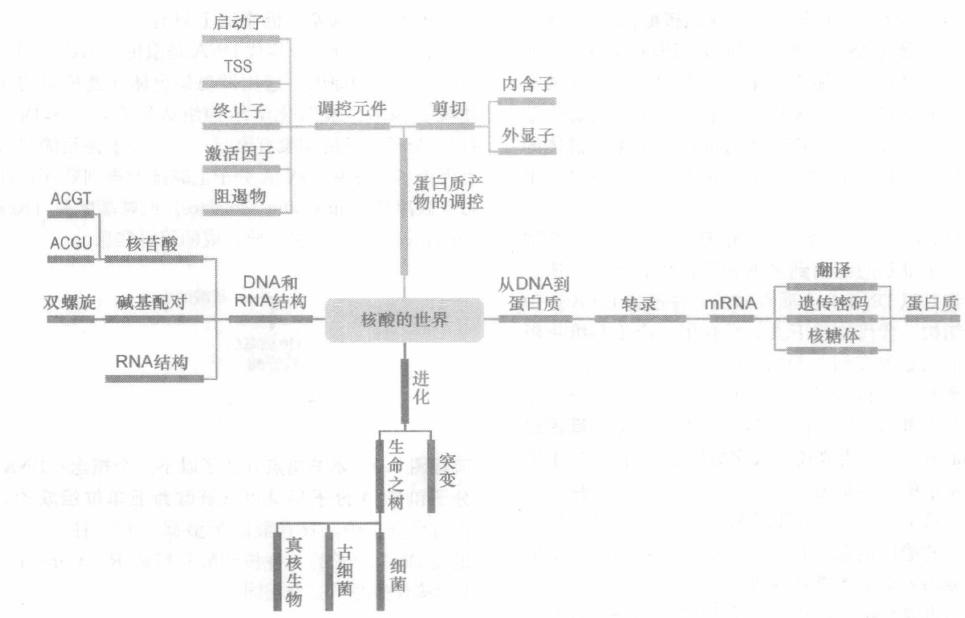 启动子
TSS
终止子
调控元件
剪切
内含子
外显子
激活因子
阻遏物
蛋白质产
物的调控
ACGT
ACGU
核苷酸
双螺旋
碱基配对
DNA和
RNA结构
RNA结构
核酸的世界
从DNA到
蛋白质
转录
mRNA
翻译
遗传密码
核糖体
蛋白质
进化
生命之树
突变
真核生物
古细菌
细菌